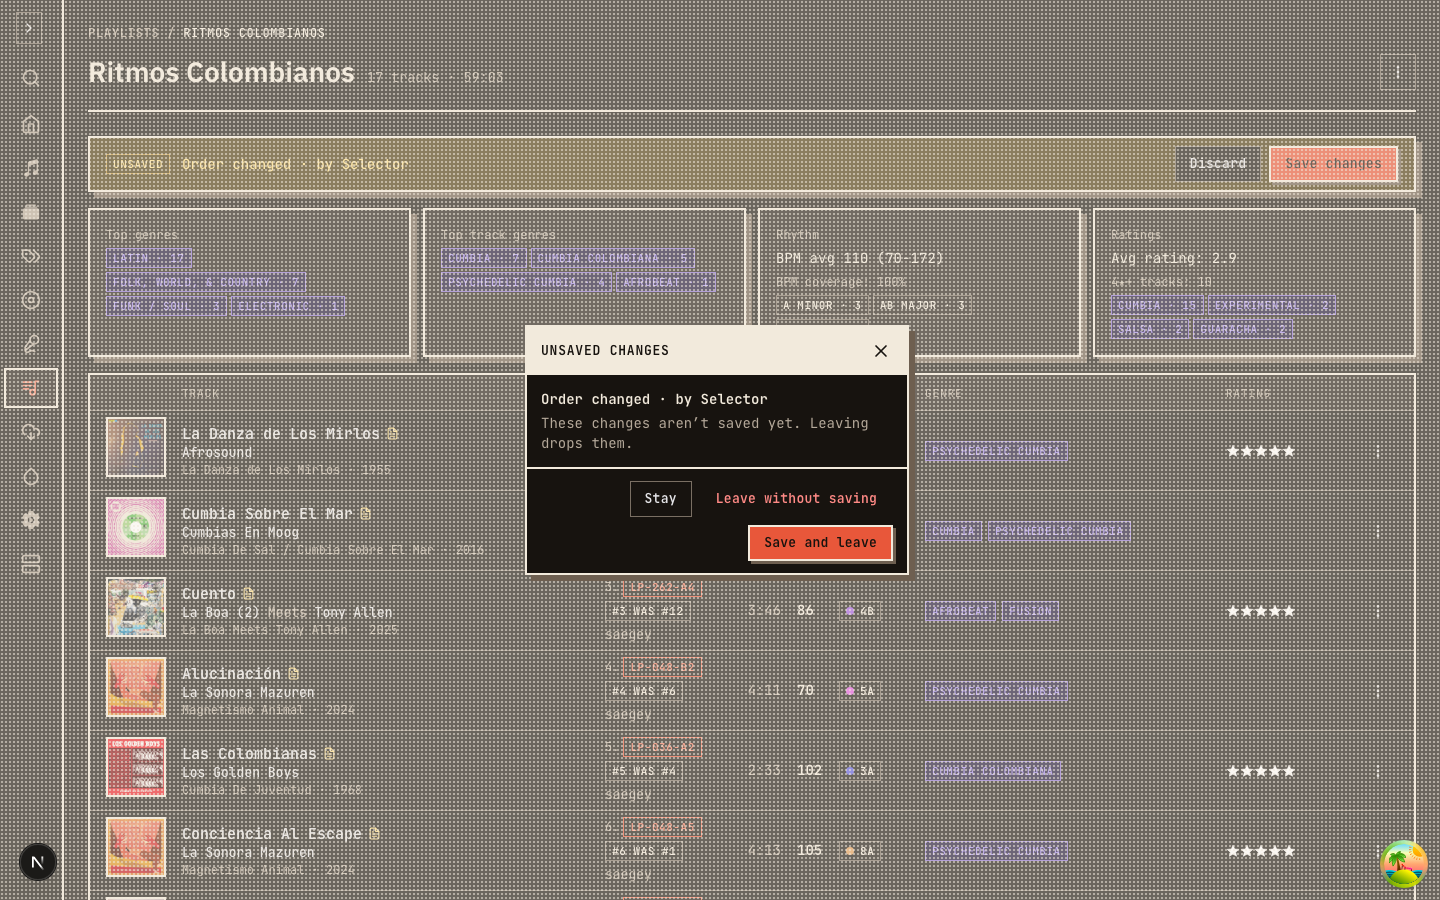 PLAYLISTS / RITMOS COLOMBIANOS
Ritmos Colombianos 17 tracks · 59:03
UNSAVED Order changed · by Selector Discard Save changes
Top genres
LATIN · 17
FOLK, WORLD, & COUNTRY · 7
FUNK / SOUL · 3 ELECTRONIC · 1
Top track genres
CUMBIA · 7 CUMBIA COLOMBIANA · 5
PSYCHEDELIC CUMBIA · 4 AFROBEAT · 1
Rhythm
BPM avg 110 (70-172)
BPM coverage: 100%
A MINOR · 3 AB MAJOR · 3
Ratings
Avg rating: 2.9
4.★+ tracks: 10
CUMBIA · 15 EXPERIMENTAL · 2
SALSA · 2 GUARACHA · 2
UNSAVED CHANGES
Order changed · by Selector
These changes aren’t saved yet. Leaving
drops them.
Stay Leave without saving
Save and leave
TRACK GENRE RATING
La Danza de Los Mirlos
Afrosound
La Danza de Los Mirlos · 1955
PSYCHEDELIC CUMBIA
Cumbia Sobre El Mar
Cumbias En Moog
Cumbia De Sal / Cumbia Sobre El Mar · 2016
CUMBIA PSYCHEDELIC CUMBIA
Cuento
La Boa (2) Meets Tony Allen
La Boa Meets Tony Allen · 2025
3. LP-262-A4
#3 WAS #12
saegey
3:46 86 4B
AFROBEAT FUSION
Alucinación
La Sonora Mazuren
Magnetismo Animal · 2024
4. LP-048-B2
#4 WAS #6
saegey
4:11 70 5A
PSYCHEDELIC CUMBIA
Las Colombianas
Los Golden Boys
Cumbia De Juventud · 1968
5. LP-036-A2
#5 WAS #4
saegey
2:33 102 3A
CUMBIA COLOMBIANA
Conciencia Al Escape
La Sonora Mazuren
Magnetismo Animal · 2024
6. LP-048-A5
#6 WAS #1
saegey
4:13 105 8A
PSYCHEDELIC CUMBIA
LOS GOLDEN BOYS
N